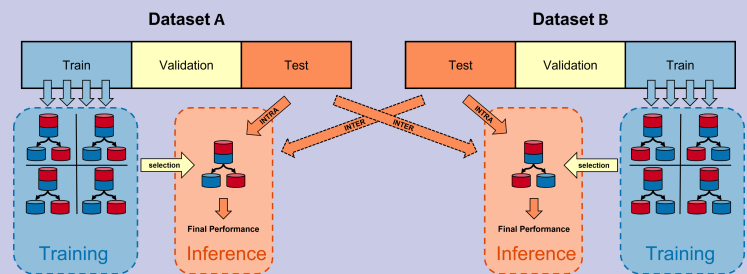 Dataset A
Dataset B
Train
Validation
Test
Test
Validation
Train
INTRA
INTER
INTER
INTRA
selection
selection
Final Performance
Final Performance
Training
Inference
Inference
Training